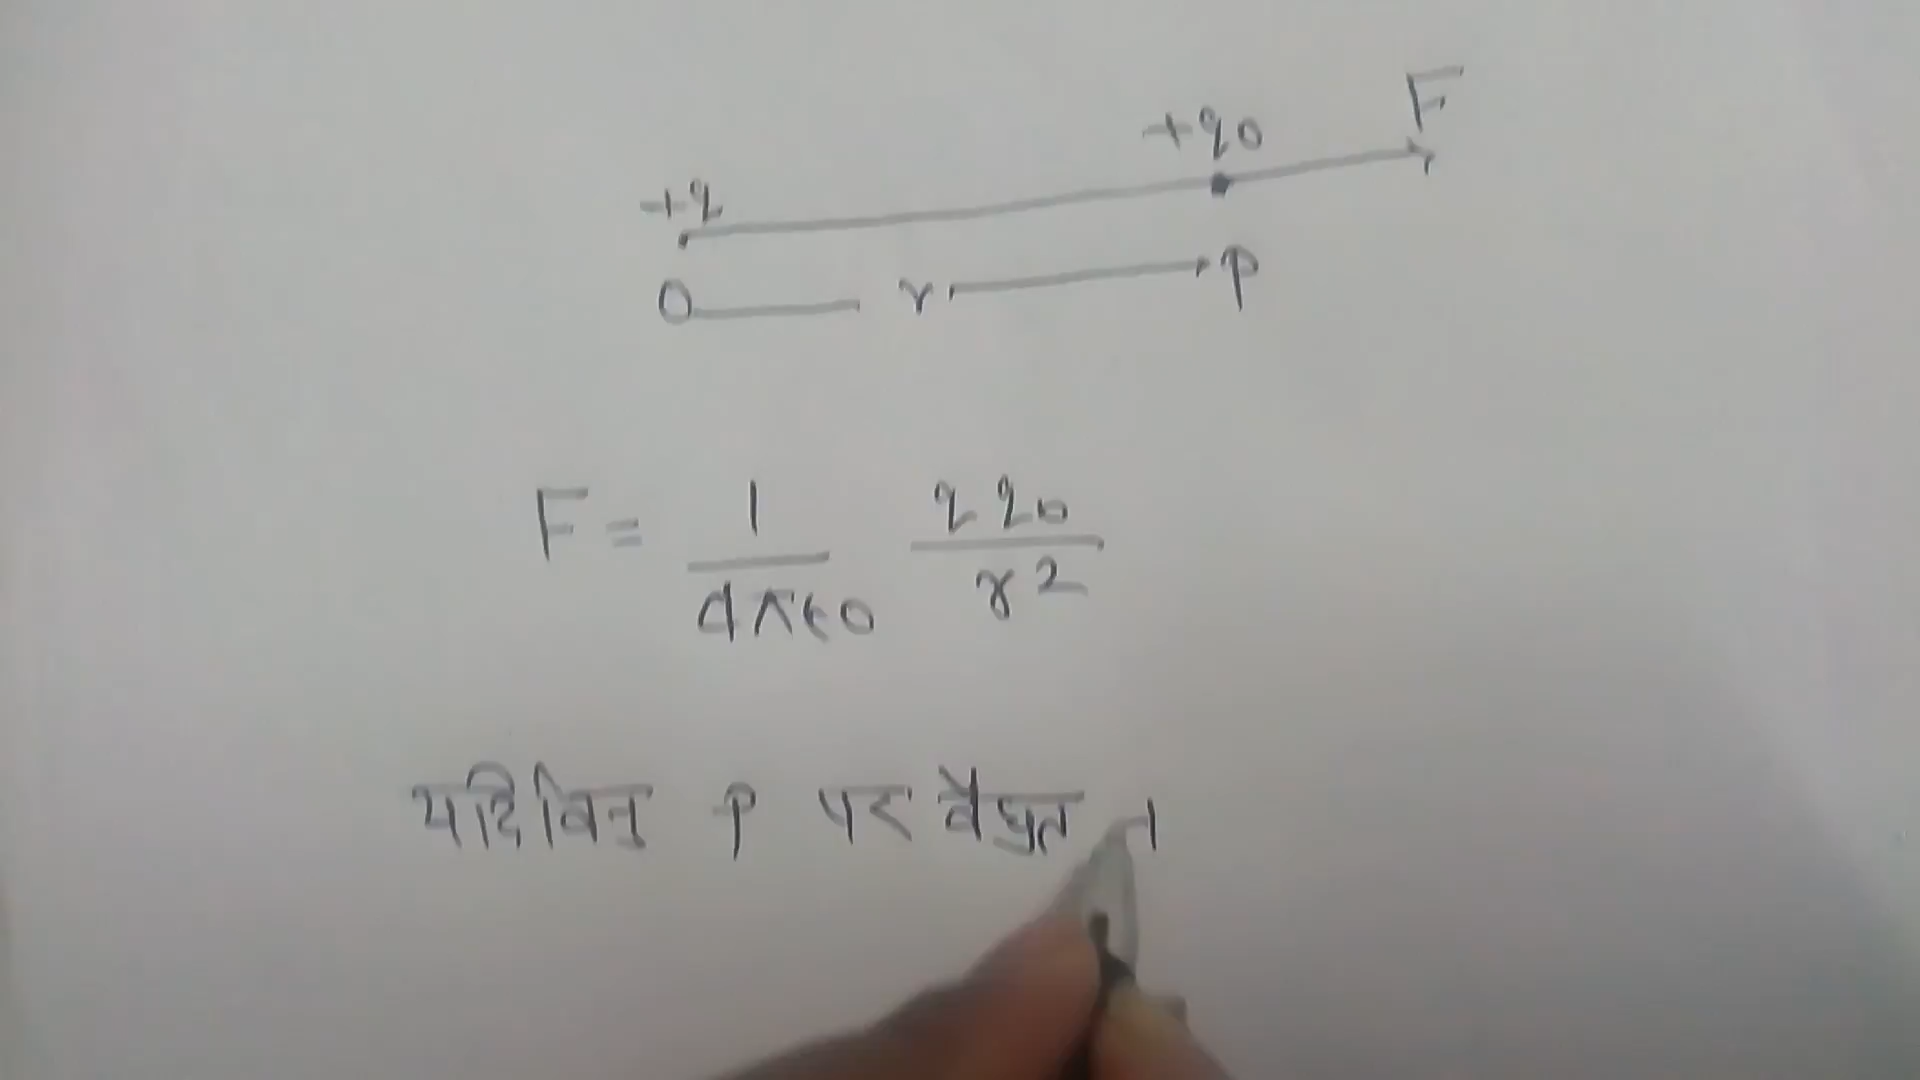 F
+q0
+q
O r P
F = 1/4πε0 qq0/r2
यदि विनु P पर वैधुत